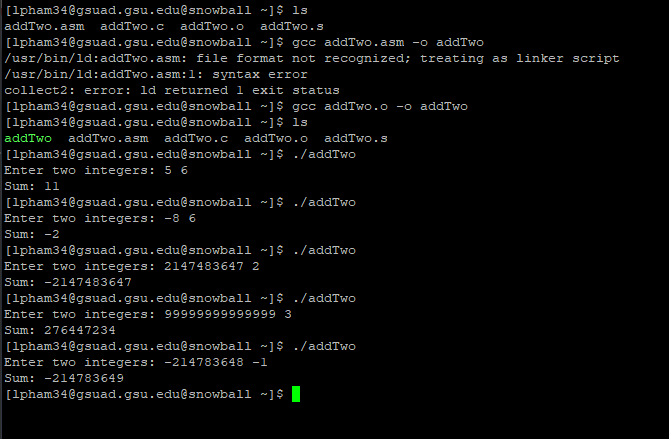 [lpham34@gsuad.gsu.edu@snowball ~]$ ls
addTwo.asm  addTwo.c  addTwo.o  addTwo.s
[lpham34@gsuad.gsu.edu@snowball ~]$ gcc addTwo.asm -o addTwo
/usr/bin/ld:addTwo.asm: file format not recognized; treating as linker script
/usr/bin/ld:addTwo.asm:1: syntax error
collect2: error: ld returned 1 exit status
[lpham34@gsuad.gsu.edu@snowball ~]$ gcc addTwo.o -o addTwo
[lpham34@gsuad.gsu.edu@snowball ~]$ ls
addTwo  addTwo.asm  addTwo.c  addTwo.o  addTwo.s
[lpham34@gsuad.gsu.edu@snowball ~]$ ./addTwo
Enter two integers: 5 6
Sum: 11
[lpham34@gsuad.gsu.edu@snowball ~]$ ./addTwo
Enter two integers: -8 6
Sum: -2
[lpham34@gsuad.gsu.edu@snowball ~]$ ./addTwo
Enter two integers: 2147483647 2
Sum: -2147483647
[lpham34@gsuad.gsu.edu@snowball ~]$ ./addTwo
Enter two integers: 99999999999999 3
Sum: 276447234
[lpham34@gsuad.gsu.edu@snowball ~]$ ./addTwo
Enter two integers: -214783648 -1
Sum: -214783649
[lpham34@gsuad.gsu.edu@snowball ~]$